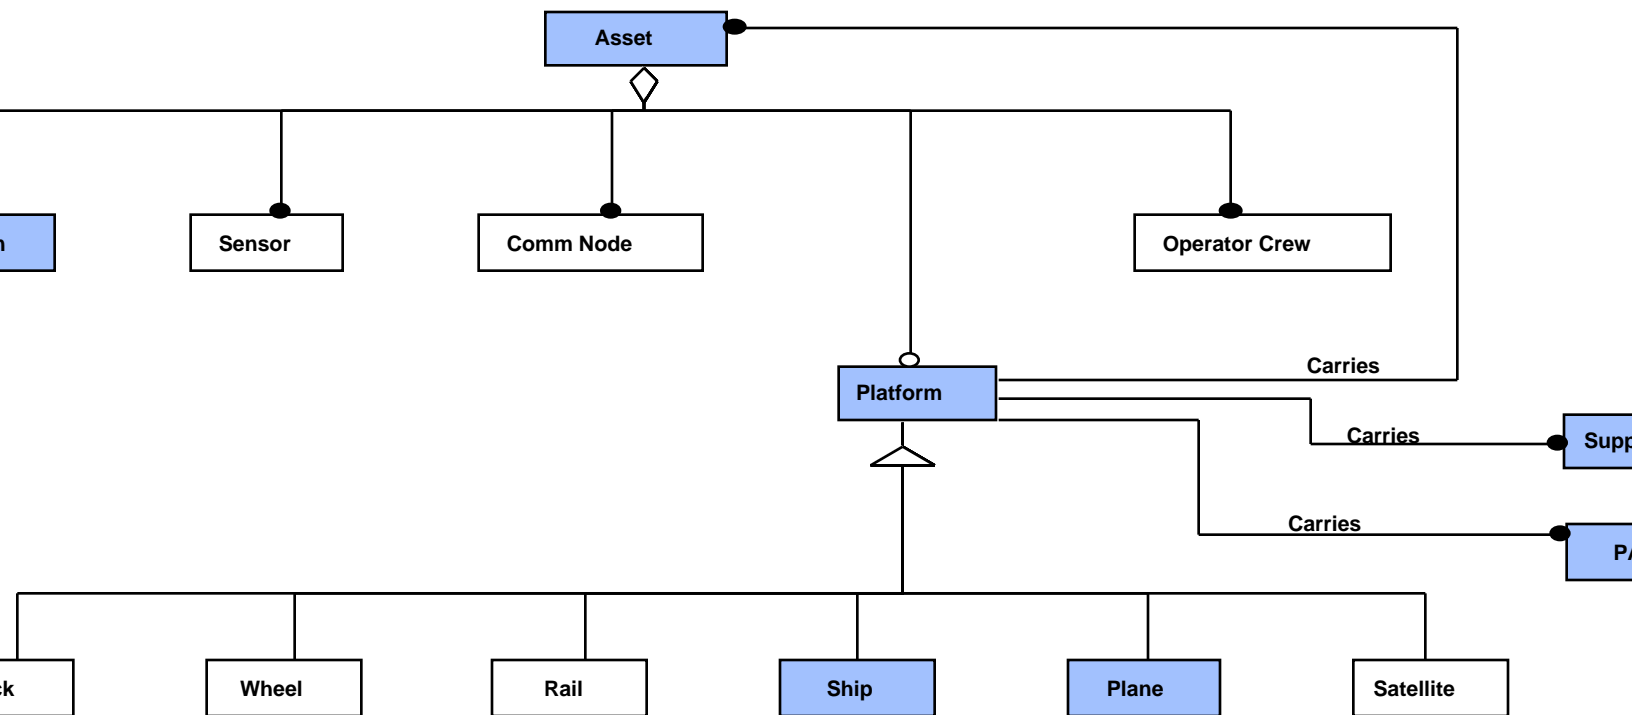 Asset
Sensor
Comm Node
Operator Crew
Carries
Platform
Carries
Carries
Wheel
Rail
Ship
Plane
Satellite